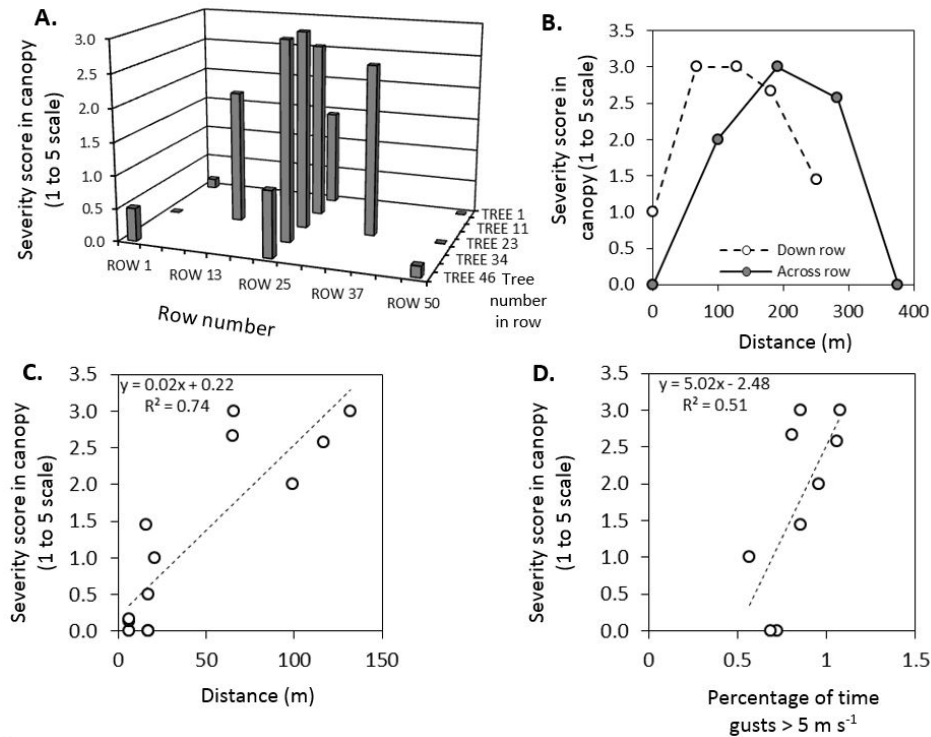 A.
Severity score in canopy
(1 to 5 scale)
3.0
2.5
2.0
1.5
1.0
0.5
0.0
ROW 1
ROW 13
ROW 25
ROW 37
ROW 50
Row number
TREE 1
TREE 11
TREE 23
TREE 34
TREE 46
Tree
number
in row
B.
Severity score in
canopy (1 to 5 scale)
3.5
3.0
2.5
2.0
1.5
1.0
0.5
0.0
Down row
Across row
0 100 200 300 400
Distance (m)
C.
Severity score in canopy
(1 to 5 scale)
3.5
3.0
2.5
2.0
1.5
1.0
0.5
0.0
y = 0.02x + 0.22
R² = 0.74
0 50 100 150
Distance (m)
D.
Severity score in canopy
(1 to 5 scale)
3.5
3.0
2.5
2.0
1.5
1.0
0.5
0.0
y = 5.02x - 2.48
R² = 0.51
0 0.5 1 1.5
Percentage of time
gusts > 5 m s⁻¹